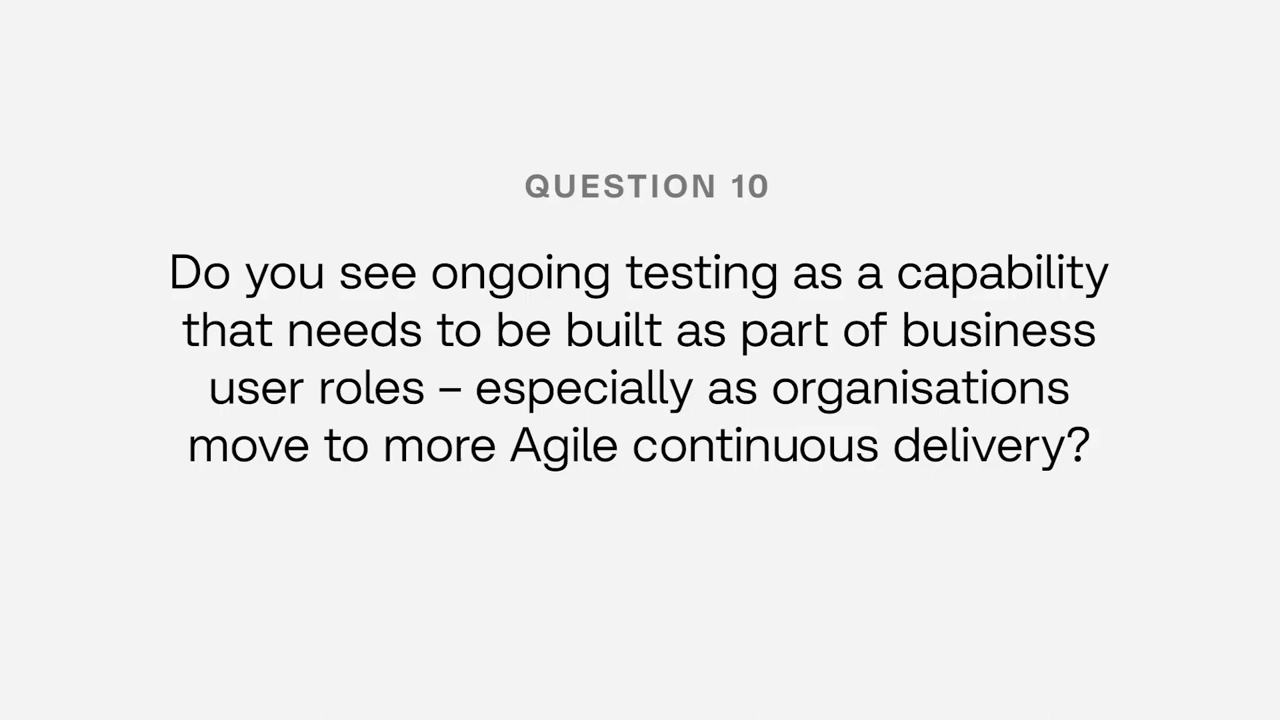 QUESTION 10
Do you see ongoing testing as a capability
that needs to be built as part of business
user roles – especially as organisations
move to more Agile continuous delivery?